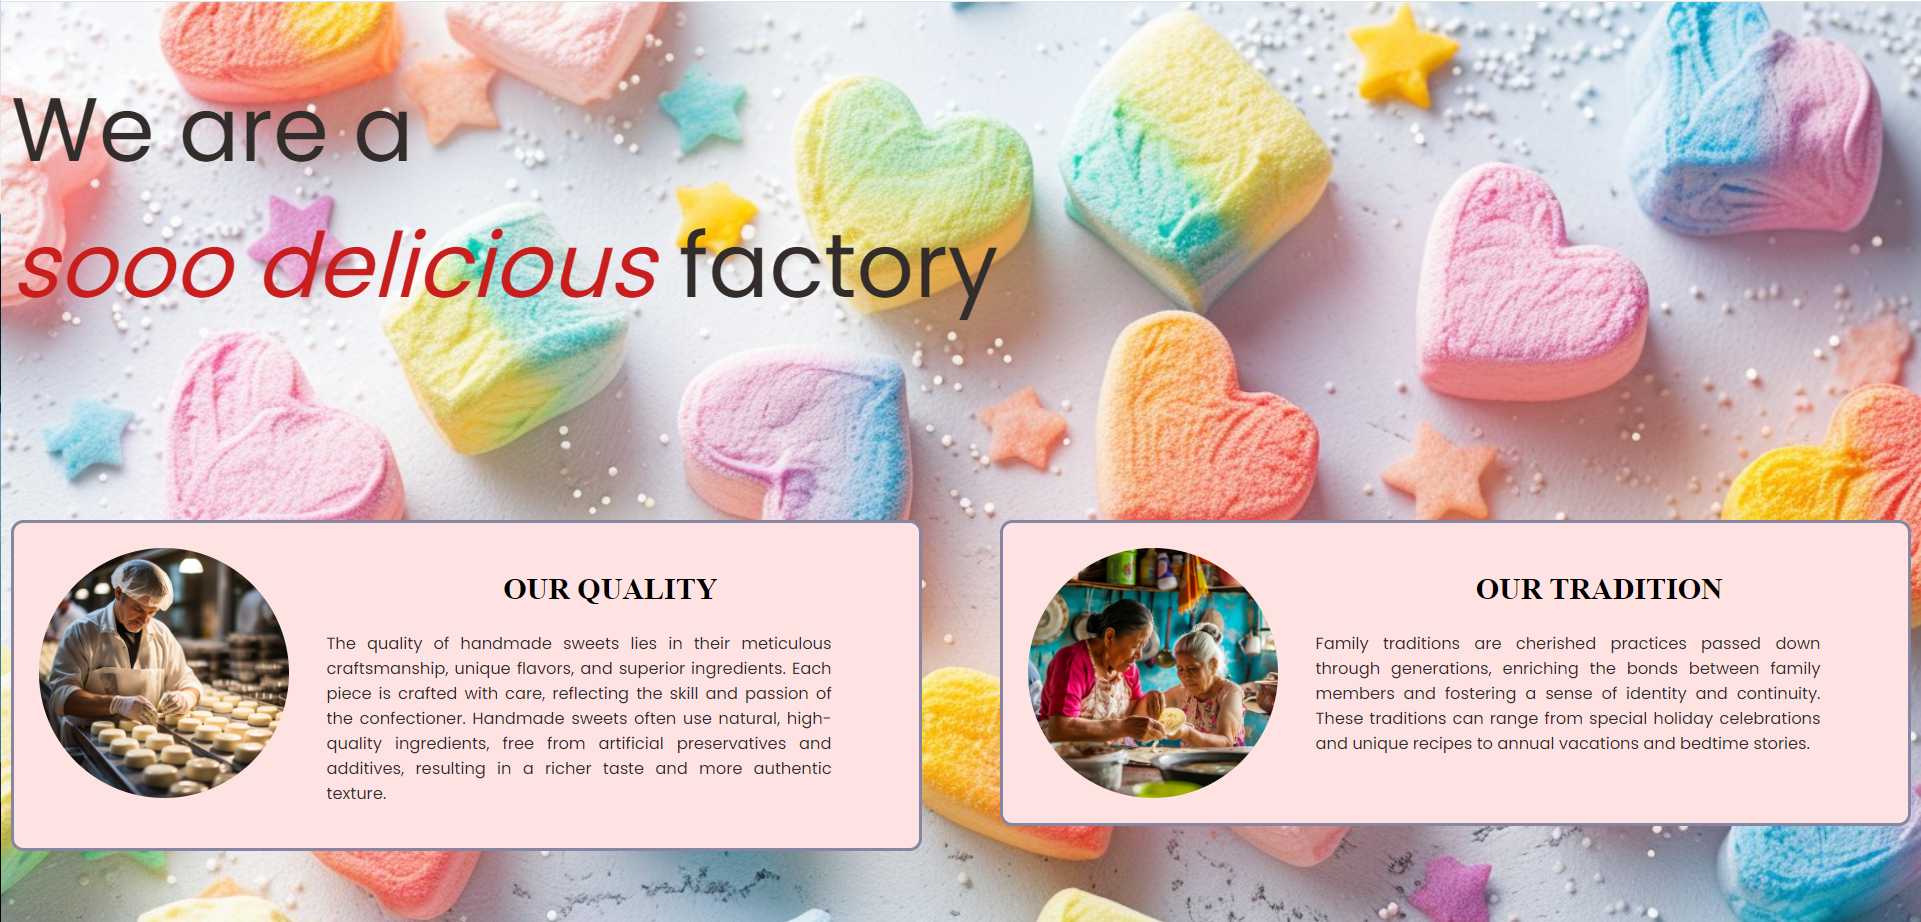 We are a
sooo delicious factory
OUR QUALITY
The quality of handmade sweets lies in their meticulous
craftsmanship, unique flavors, and superior ingredients. Each
piece is crafted with care, reflecting the skill and passion of
the confectioner. Handmade sweets often use natural, high-
quality ingredients, free from artificial preservatives and
additives, resulting in a richer taste and more authentic
texture.
OUR TRADITION
Family traditions are cherished practices passed down
through generations, enriching the bonds between family
members and fostering a sense of identity and continuity.
These traditions can range from special holiday celebrations
and unique recipes to annual vacations and bedtime stories.